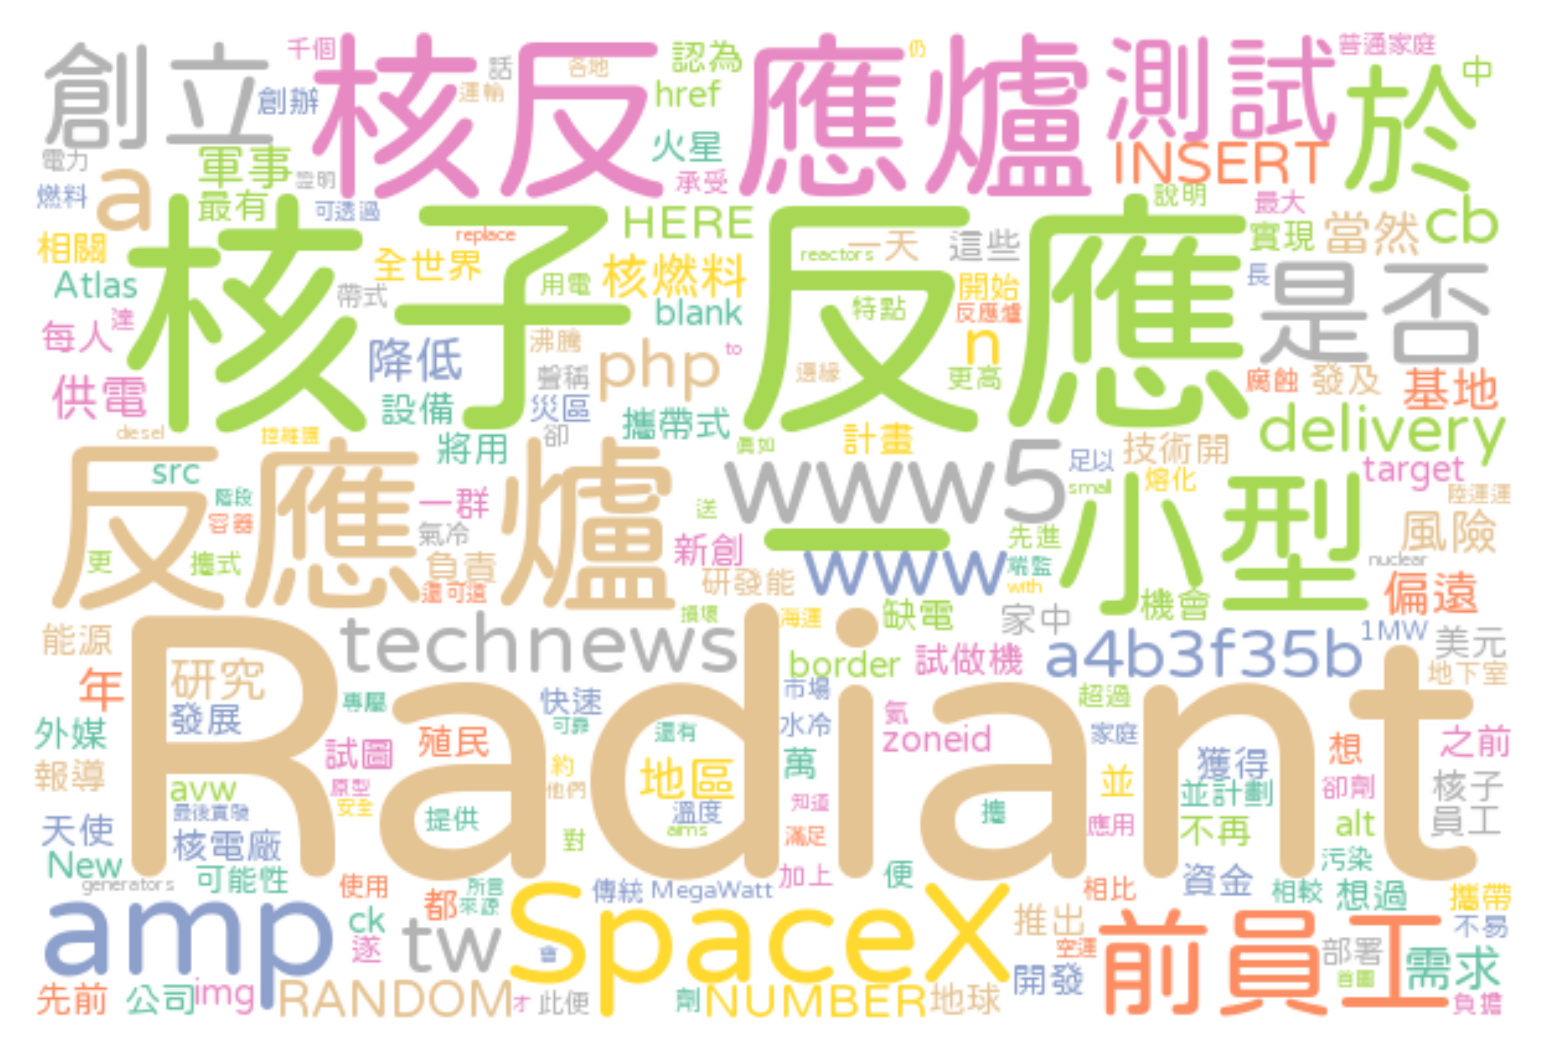 千個
創立
創辦
核反應爐
話
運輸
各地
認為
href
仍
測試
普通家庭
中
於
電力
軍事
證明
火星
承受
INSERT
燃料
a
最有
可透過
說明
最大
cb
相關
核子反應
replace
HERE
reactors
一天
這些
實現
當然
Atlas
全世界
帶式
用電
核燃料
blank
特點
開始
反應爐
長
是否
每人
達
降低
沸騰
php
to
邊緣
n
更高
腐蝕
發及
基地
供電
設備
聲稱
災區
攜帶式
delivery
diesel
將用
卻
計畫
足以
技術開
target
反應爐
src
階段
容器
一群
氣冷
送
www5
small
熔化
小型
陸運運
風險
更
攜式
負責
還可遠
新創
研發能
一
www
先進
端監
with
nuclear
偏遠
機會
能源
technews
損壞
海運
缺電
家中
1MW
美元
年
研究
border
試做機
a4b3f35b
地下室
Radiant
發展
專屬
快速
可靠
市場
水冷
超過
外媒
試圖
殖民
還有
氦
zoneid
家庭
想
之前
報導
avw
原型
安全
約
他們
地區
萬
知道
並
獲得
並計劃
卻劑
核子
員工
天使
提供
溫度
aims
對
滿足
攜
應用
不再
alt
New
核電廠
污染
generators
可能性
使用
所言
傳統
MegaWatt
加上
便
相比
資金
相較
想過
攜帶
amp
ck
遂
都
來源
tw
SpaceX
會
推出
空運
前員工
部署
首圖
需求
不易
先前
公司
img
RANDOM
才
此便
劑
NUMBER
地球
開發
負擔